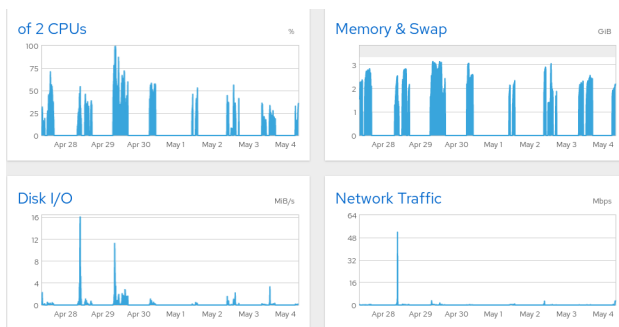 of 2 CPUs
%
100
75
50
25
0
Apr 28 Apr 29 Apr 30 May 1 May 2 May 3 May 4
Memory & Swap
GiB
3
2
1
0
Apr 28 Apr 29 Apr 30 May 1 May 2 May 3 May 4
Disk I/O
MiB/s
16
12
8
4
0
Apr 28 Apr 29 Apr 30 May 1 May 2 May 3 May 4
Network Traffic
Mbps
64
48
32
16
0
Apr 28 Apr 29 Apr 30 May 1 May 2 May 3 May 4